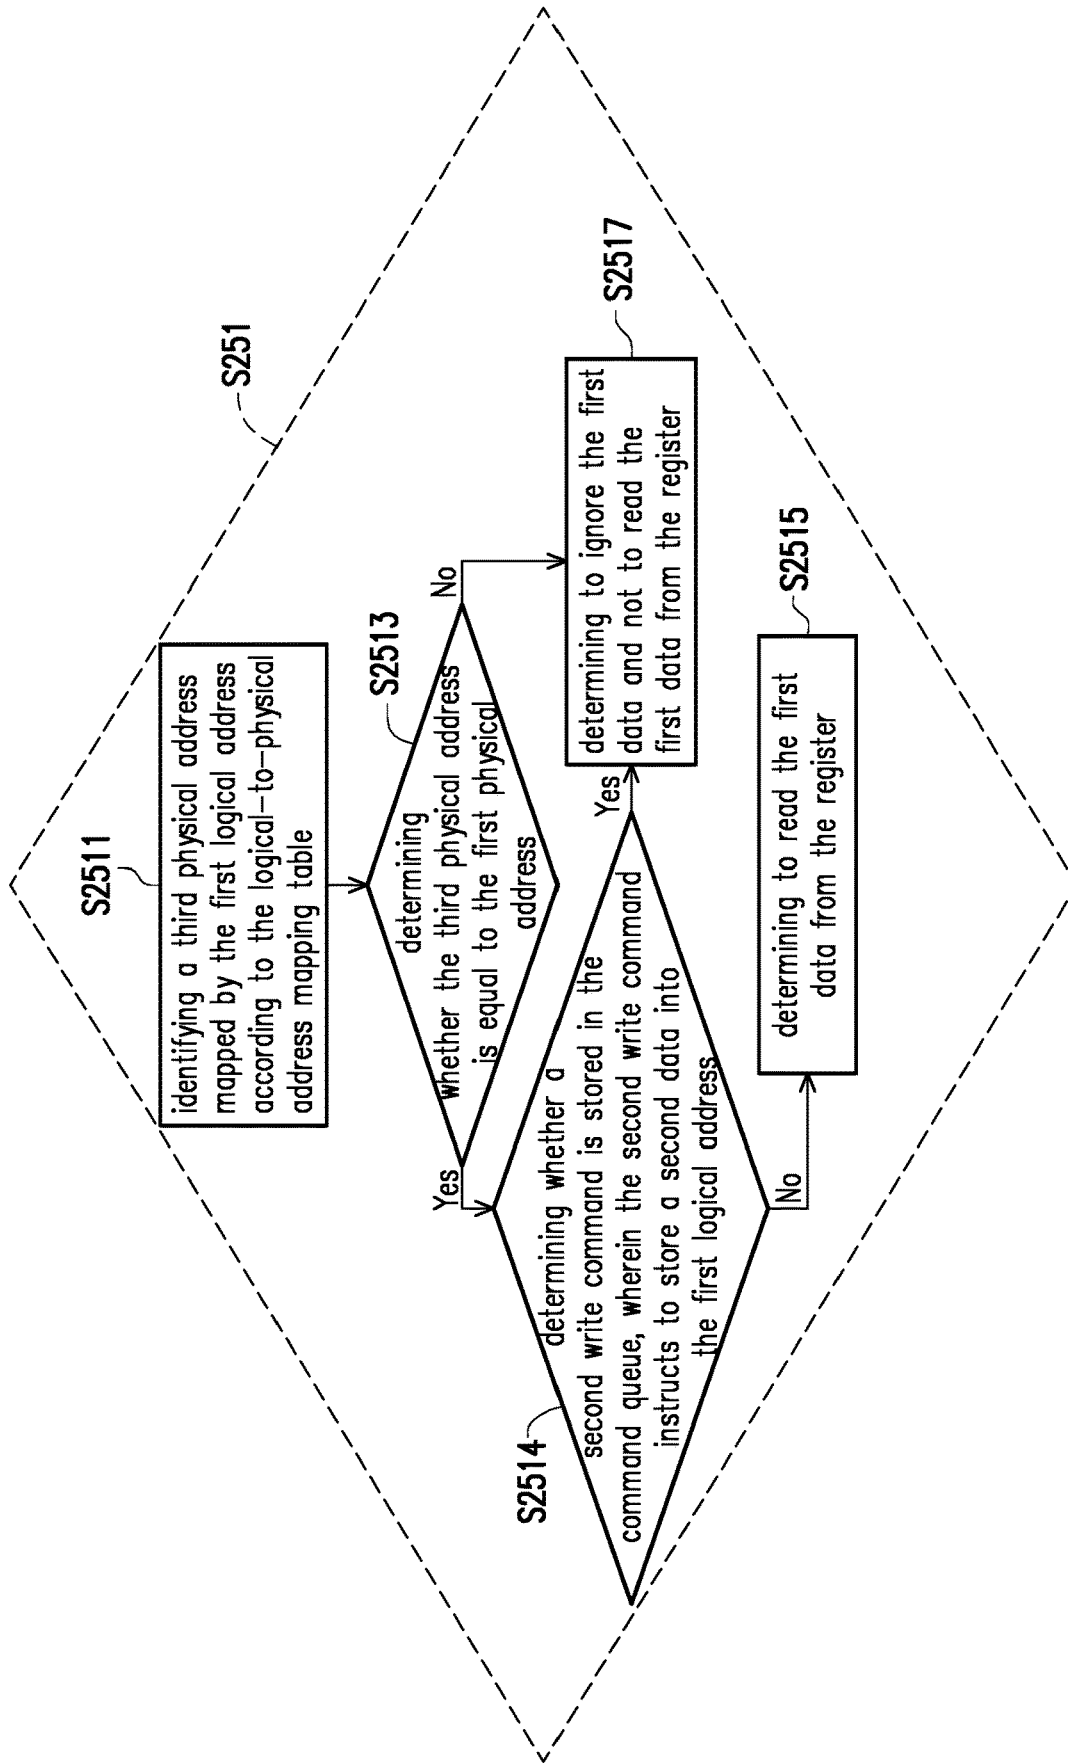 S251
S2511
identifying a third physical address
mapped by the first logical address
according to the logical-to-physical
address mapping table
S2513
determining
whether the third physical address
is equal to the first physical
address
Yes
No
S2514
determining whether a
second write command is stored in the
command queue, wherein the second write command
instructs to store a second data into
the first logical address
Yes
No
S2517
determining to ignore the first
data and not to read the
first data from the register
S2515
determining to read the first
data from the register